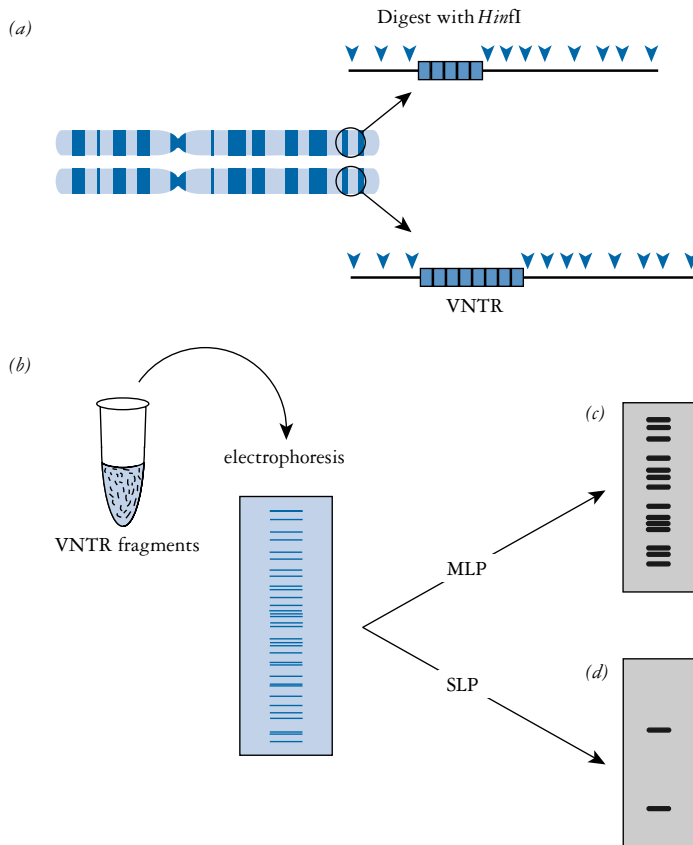 (a)
Digest with HinfI
VNTR
(b)
electrophoresis
VNTR fragments
(c)
MLP
SLP
(d)